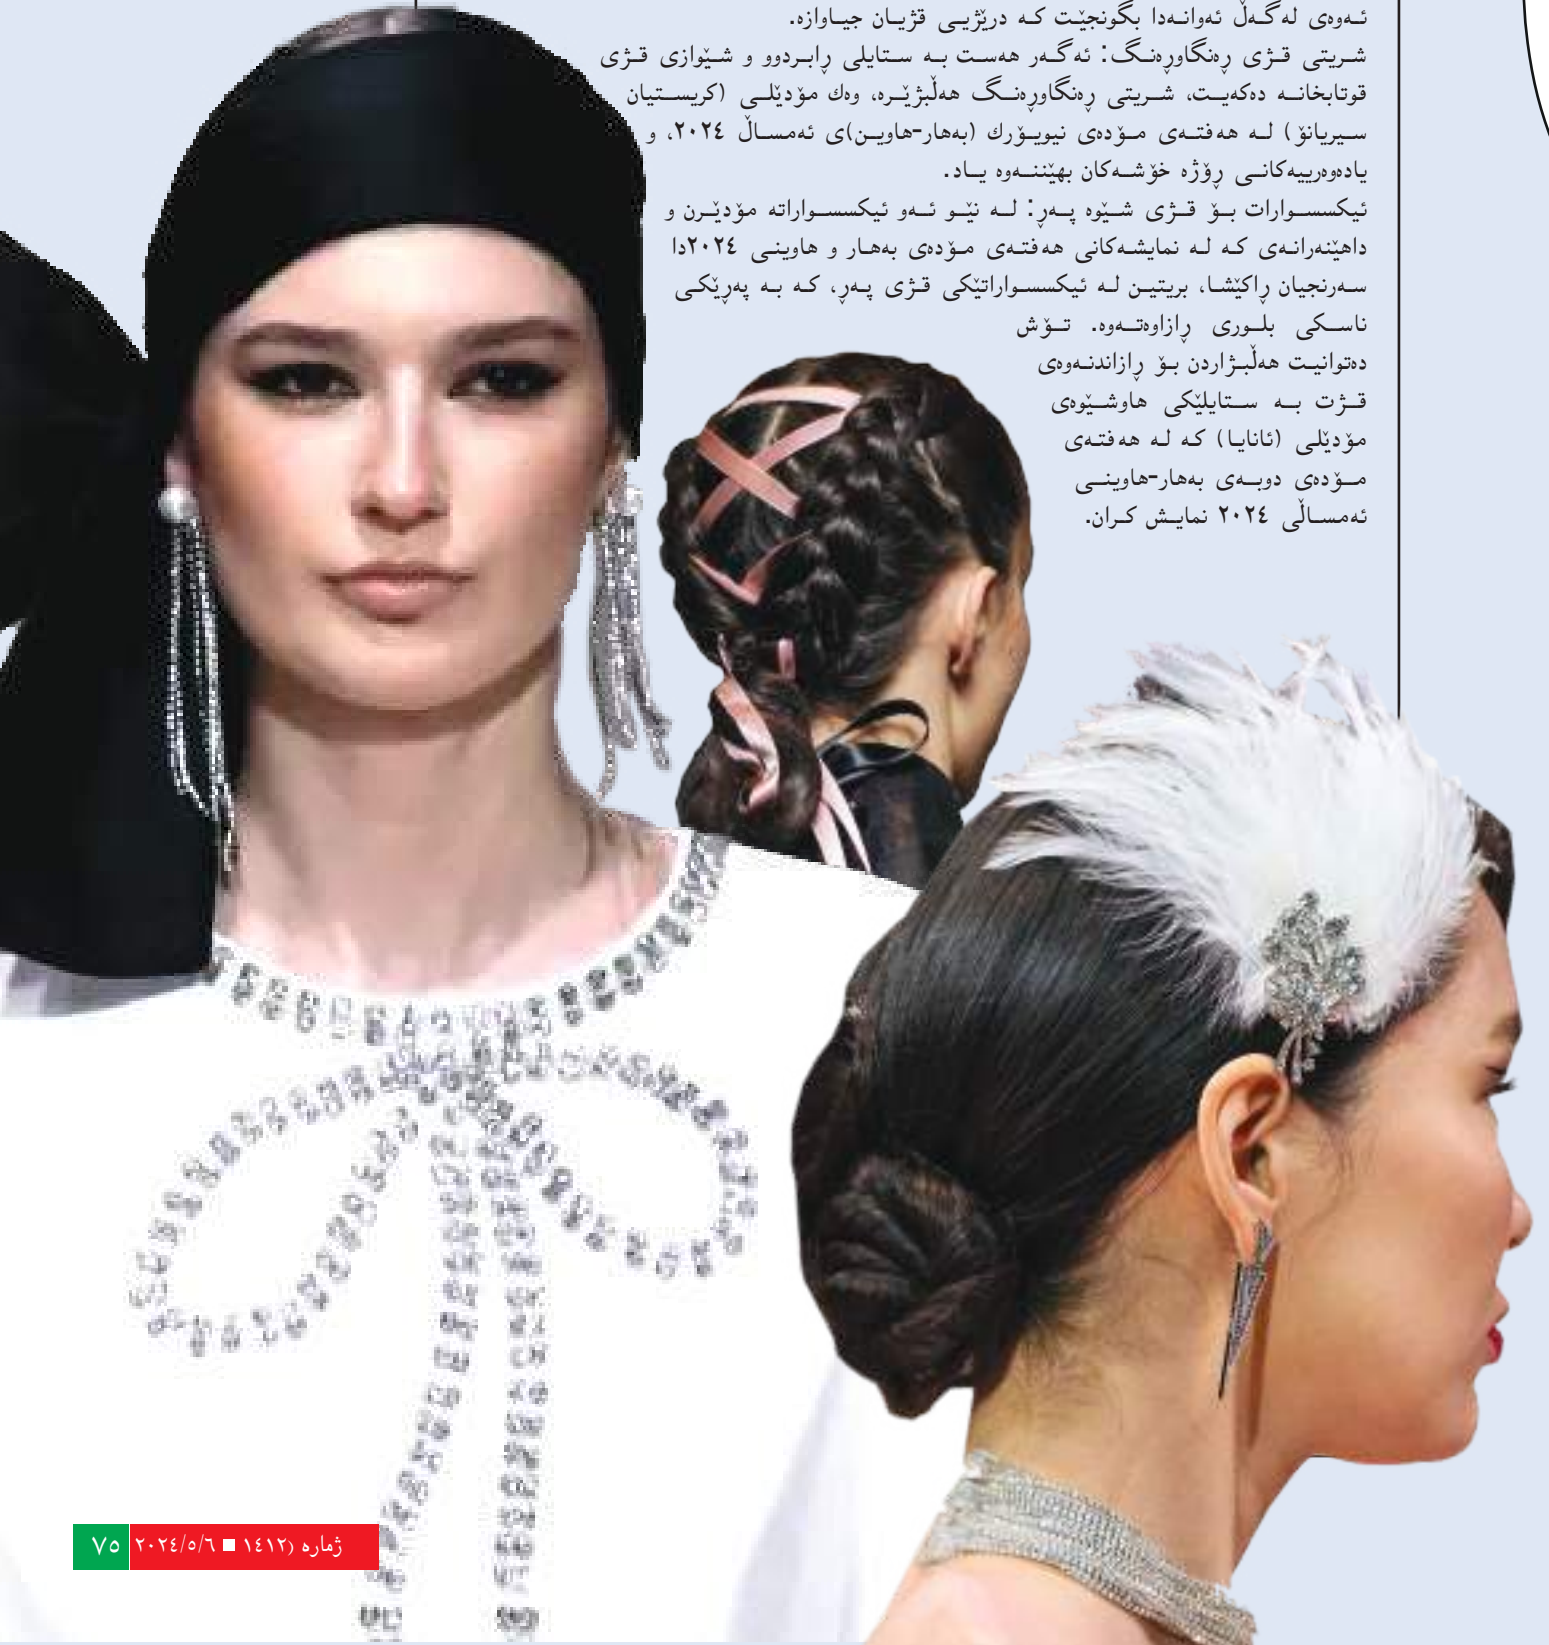 ئەوەی لەگەڵ ئەوانەدا بگونجێت کە درێژیی قژیان جیاوازە.
شریتی قژی ڕەنگاوڕەنگ: ئەگەر هەست بە ستایلی ڕابردوو و شێوازی قژی
قوتابخانە دەکەیت، شریتی ڕەنگاوڕەنگ هەڵبژێرە، وەك مۆدێلی (کریستیان
سیریانۆ) لە هەفتەی مۆدەی نیویۆرك (بەهار-هاوین)ی ئەمساڵ ٢٠٢٤، و
یادەوەرییەکانی ڕۆژە خۆشەکان بهێننەوە یاد.
ئیکسسوارات بۆ قژی شێوە پەڕ: لە نێو ئەو ئیکسسواراتە مۆدێرن و
داهێنەرانەی کە لە نمایشەکانی هەفتەی مۆدەی بەهار و هاوینی ٢٠٢٤دا
سەرنجیان ڕاکێشا، بریتین لە ئیکسسواراتێکی قژی پەڕ، کە بە پەڕێکی
ناسکی بلوری ڕازاوەتەوە. تۆش
دەتوانیت هەڵبژاردن بۆ ڕازاندنەوەی
قژت بە ستایلێکی هاوشێوەی
مۆدێلی (ئانایا) کە لە هەفتەی
مۆدەی دوبەی بەهار-هاوینی
ئەمساڵی ٢٠٢٤ نمایش کران.
ژمارە (١٤١٢ ■ ٢٠٢٤/٥/٦ ٧٥